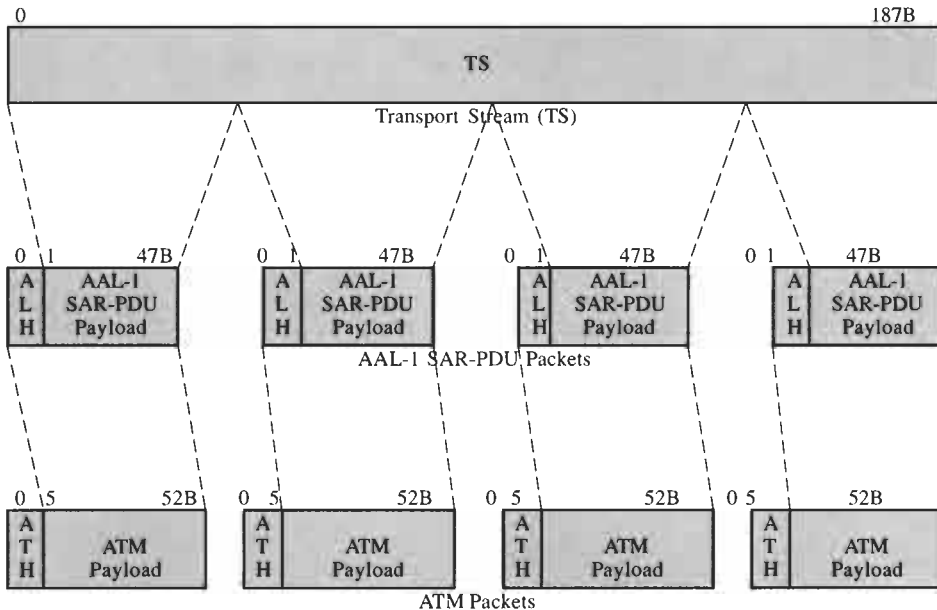 0 187B
TS
Transport Stream (TS)
0 1 47B 0 1 47B 0 1 47B 0 1 47B
A AAL-1 A AAL-1 A AAL-1 A AAL-1
L SAR-PDU L SAR-PDU L SAR-PDU L SAR-PDU
H Payload H Payload H Payload H Payload
AAL-1 SAR-PDU Packets
0 5 52B 0 5 52B 0 5 52B 0 5 52B
A A A A
T ATM T ATM T ATM T ATM
H Payload H Payload H Payload H Payload
ATM Packets